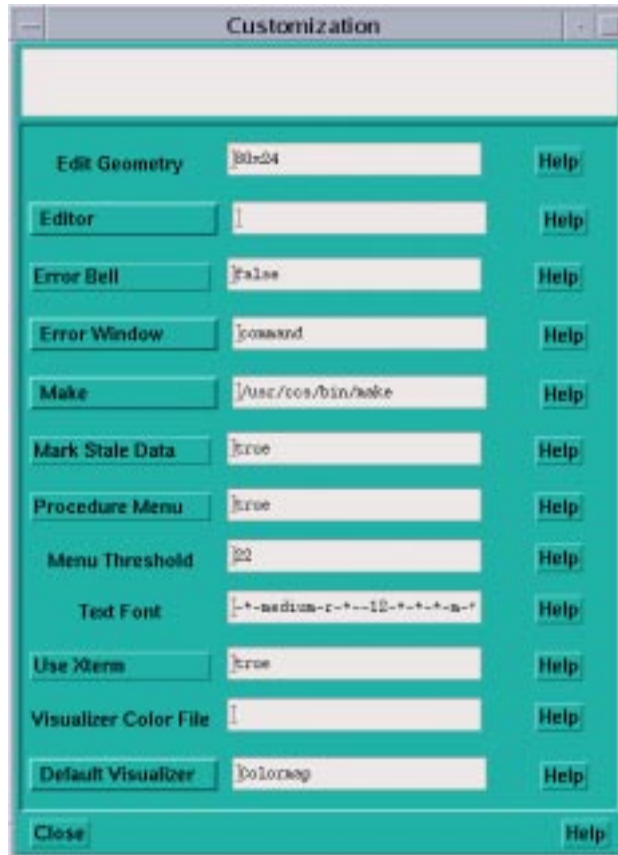 Customization
Edit Geometry 80x24 Help
Editor Help
Error Bell false Help
Error Window command Help
Make /usr/ccs/bin/make Help
Mark Stale Data true Help
Procedure Menu true Help
Menu Threshold 22 Help
Text Font -*-medium-r-*--12-*-*-*-m-* Help
Use Xterm true Help
Visualizer Color File Help
Default Visualizer Colormap Help
Close Help